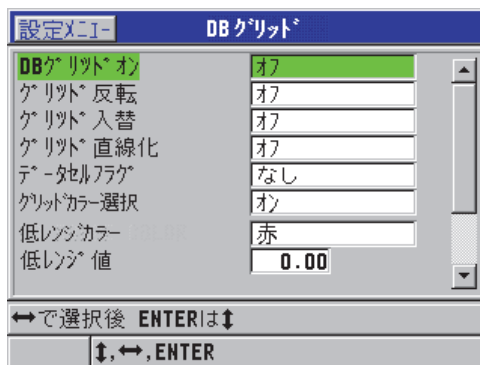 設定ﾒﾆｭｰ DBｸﾞﾘｯﾄﾞ
DBｸﾞﾘｯﾄﾞｵﾝ ｵﾌ
ｸﾞﾘｯﾄﾞ反転 ｵﾌ
ｸﾞﾘｯﾄﾞ入替 ｵﾌ
ｸﾞﾘｯﾄﾞ直線化 ｵﾌ
ﾃﾞｰﾀｾﾙﾌﾗｸﾞ なし
ｸﾞﾘｯﾄﾞｶﾗｰ選択 ｵﾝ
低ﾚﾝｼﾞｶﾗｰ 赤
低ﾚﾝｼﾞ値 0.00
↔で選択後 ENTERは↕
↕,↔,ENTER